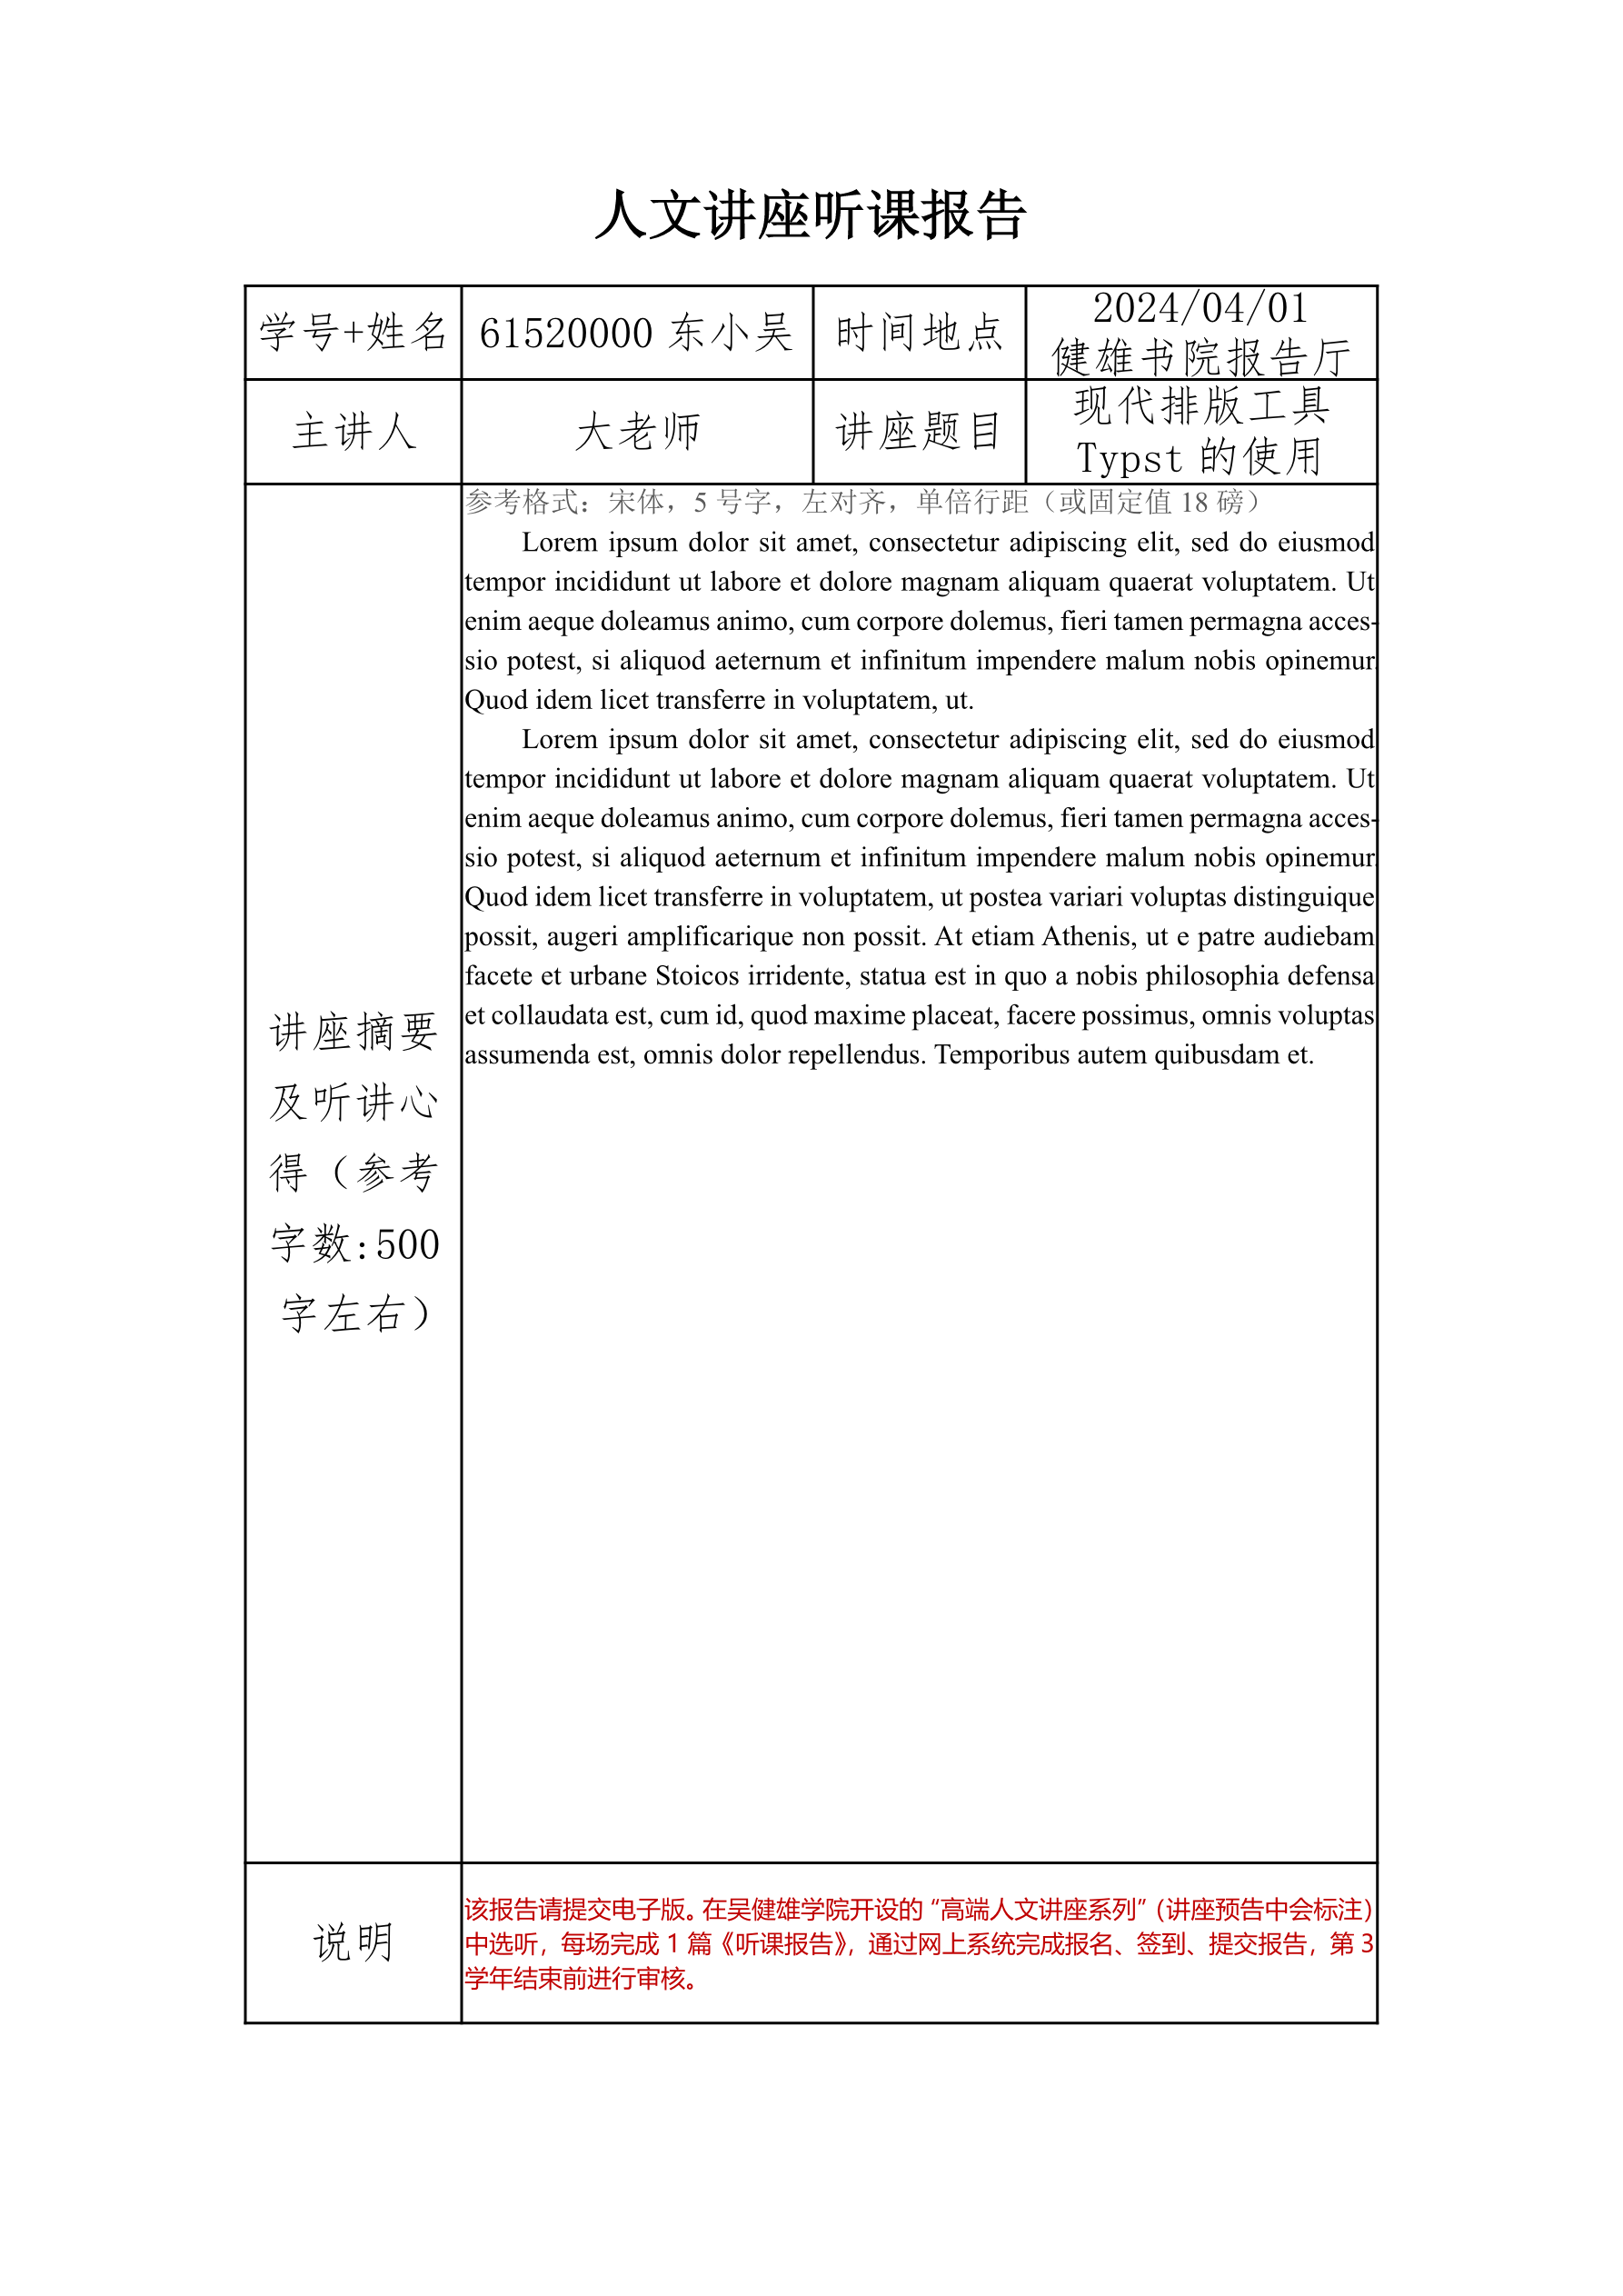 人文讲座听课报告
学号+姓名
61520000 东小吴
时间地点
2024/04/01
健雄书院报告厅
主讲人
大老师
讲座题目
现代排版工具
Typst 的使用
讲座摘要
及听讲心
得（参考
字数:500
字左右）
参考格式：宋体，5 号字，左对齐，单倍行距（或固定值 18 磅）
Lorem ipsum dolor sit amet, consectetur adipiscing elit, sed do eiusmod
tempor incididunt ut labore et dolore magnam aliquam quaerat voluptatem. Ut
enim aeque doleamus animo, cum corpore dolemus, fieri tamen permagna acces-
sio potest, si aliquod aeternum et infinitum impendere malum nobis opinemur.
Quod idem licet transferre in voluptatem, ut.
Lorem ipsum dolor sit amet, consectetur adipiscing elit, sed do eiusmod
tempor incididunt ut labore et dolore magnam aliquam quaerat voluptatem. Ut
enim aeque doleamus animo, cum corpore dolemus, fieri tamen permagna acces-
sio potest, si aliquod aeternum et infinitum impendere malum nobis opinemur.
Quod idem licet transferre in voluptatem, ut postea variari voluptas distinguique
possit, augeri amplificarique non possit. At etiam Athenis, ut e patre audiebam
facete et urbane Stoicos irridente, statua est in quo a nobis philosophia defensa
et collaudata est, cum id, quod maxime placeat, facere possimus, omnis voluptas
assumenda est, omnis dolor repellendus. Temporibus autem quibusdam et.
说明
该报告请提交电子版。在吴健雄学院开设的“高端人文讲座系列”（讲座预告中会标注）
中选听，每场完成 1 篇《听课报告》，通过网上系统完成报名、签到、提交报告，第 3
学年结束前进行审核。